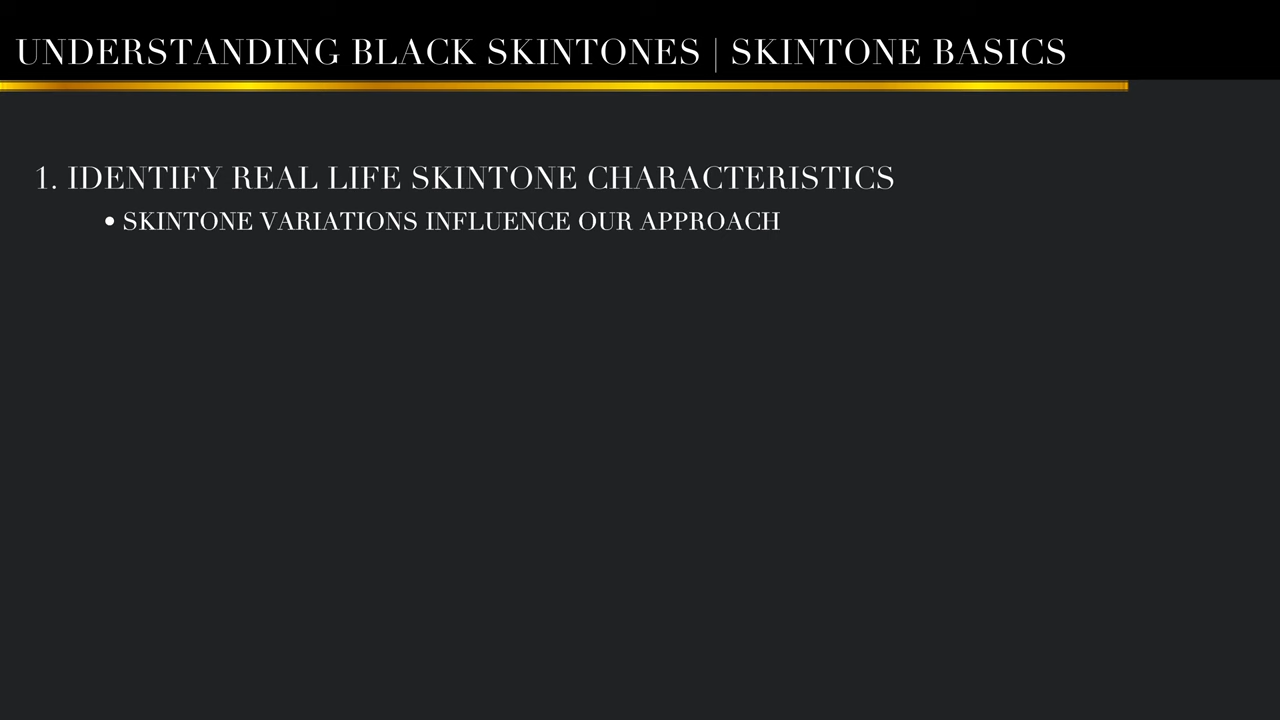 UNDERSTANDING BLACK SKINTONES | SKINTONE BASICS
1. IDENTIFY REAL LIFE SKINTONE CHARACTERISTICS
• SKINTONE VARIATIONS INFLUENCE OUR APPROACH